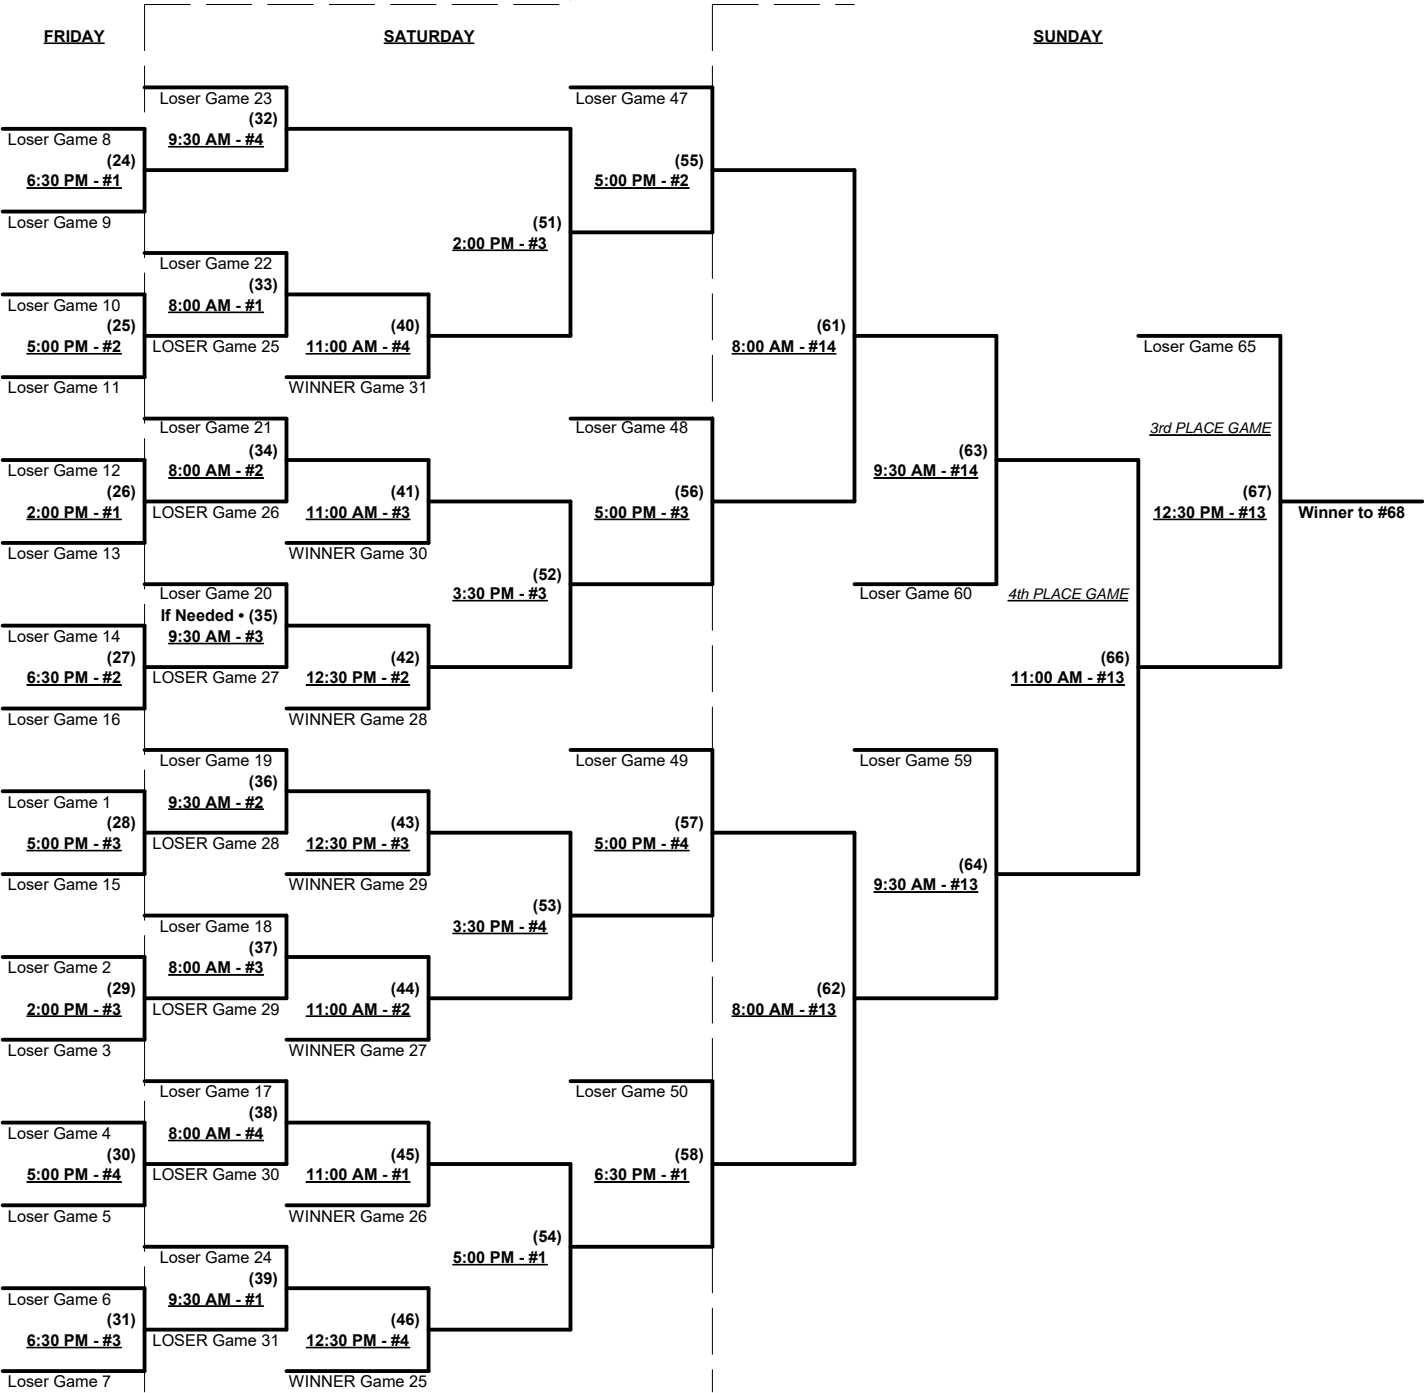 FRIDAY
SATURDAY
SUNDAY
Loser Game 23
Loser Game 47
(32)
Loser Game 8
9:30 AM - #4
(24)
(55)
6:30 PM - #1
5:00 PM - #2
Loser Game 9
(51)
2:00 PM - #3
Loser Game 22
(33)
Loser Game 10
8:00 AM - #1
(25)
(40)
(61)
5:00 PM - #2
LOSER Game 25
11:00 AM - #4
8:00 AM - #14
Loser Game 65
Loser Game 11
WINNER Game 31
Loser Game 21
Loser Game 48
3rd PLACE GAME
(34)
(63)
Loser Game 12
8:00 AM - #2
9:30 AM - #14
(26)
(41)
(56)
(67)
2:00 PM - #1
LOSER Game 26
11:00 AM - #3
5:00 PM - #3
12:30 PM - #13
Winner to #68
Loser Game 13
WINNER Game 30
(52)
Loser Game 20
3:30 PM - #3
Loser Game 60
4th PLACE GAME
If Needed • (35)
Loser Game 14
9:30 AM - #3
(27)
(42)
(66)
6:30 PM - #2
LOSER Game 27
12:30 PM - #2
11:00 AM - #13
Loser Game 16
WINNER Game 28
Loser Game 19
Loser Game 49
Loser Game 59
(36)
Loser Game 1
9:30 AM - #2
(28)
(43)
(57)
5:00 PM - #3
LOSER Game 28
12:30 PM - #3
5:00 PM - #4
(64)
Loser Game 15
WINNER Game 29
9:30 AM - #13
(53)
Loser Game 18
3:30 PM - #4
(37)
Loser Game 2
8:00 AM - #3
(29)
(44)
(62)
2:00 PM - #3
LOSER Game 29
11:00 AM - #2
8:00 AM - #13
Loser Game 3
WINNER Game 27
Loser Game 17
Loser Game 50
(38)
Loser Game 4
8:00 AM - #4
(30)
(45)
(58)
5:00 PM - #4
LOSER Game 30
11:00 AM - #1
6:30 PM - #1
Loser Game 5
WINNER Game 26
(54)
Loser Game 24
5:00 PM - #1
(39)
Loser Game 6
9:30 AM - #1
(31)
(46)
6:30 PM - #3
LOSER Game 31
12:30 PM - #4
Loser Game 7
WINNER Game 25